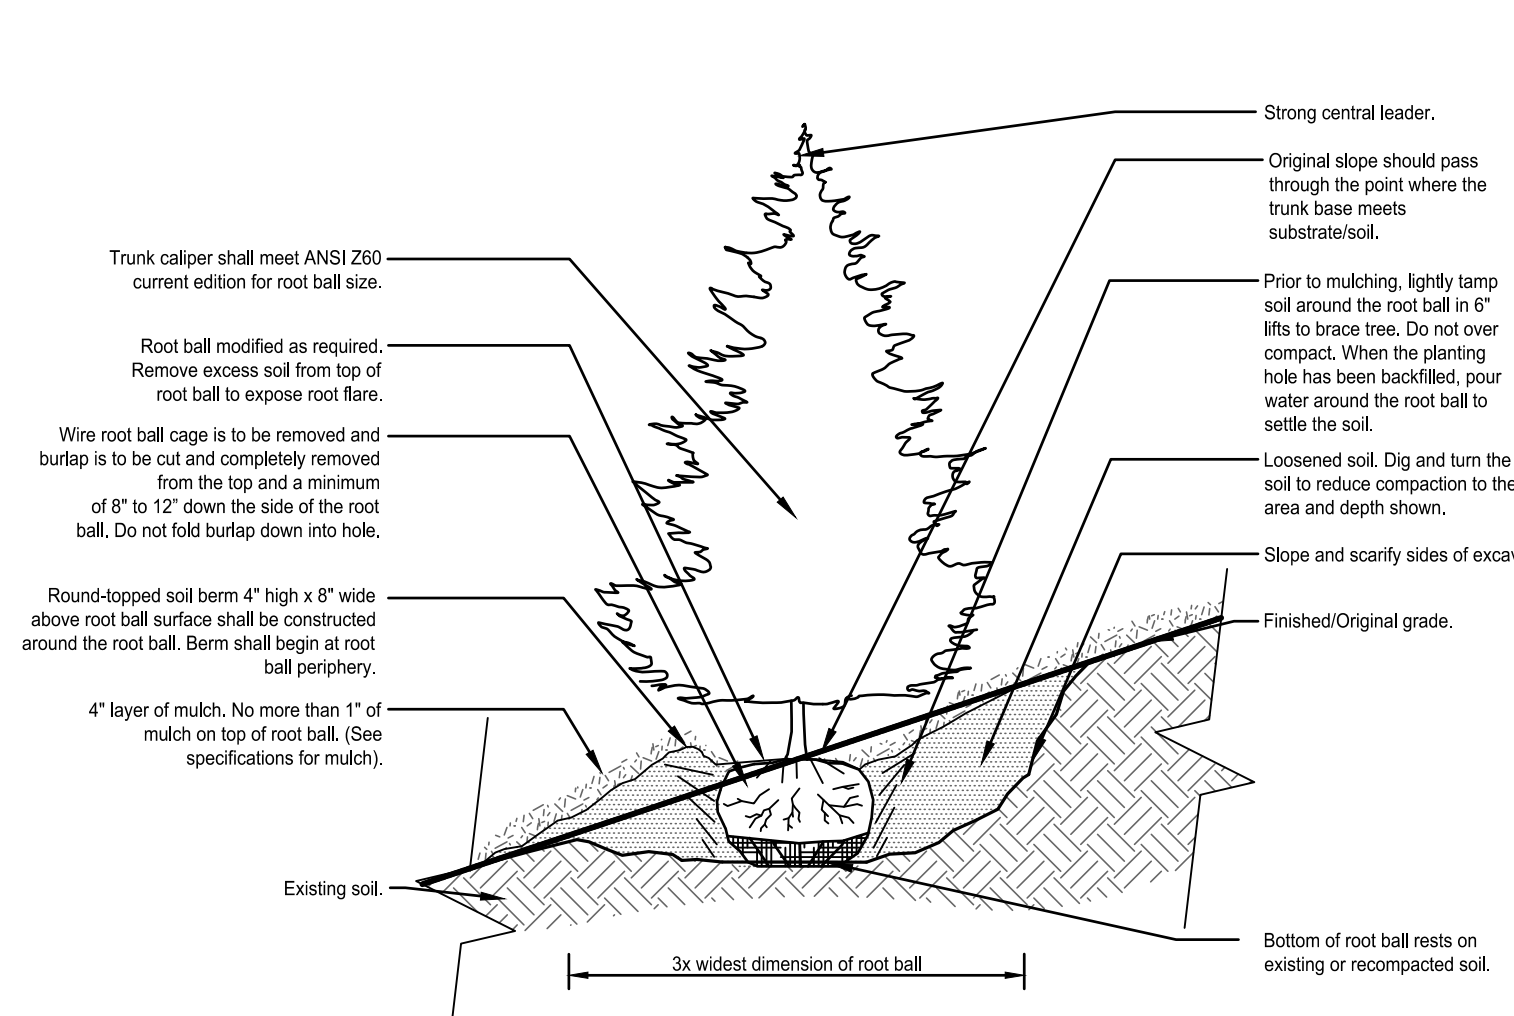 Strong central leader.
Original slope should pass
through the point where the
trunk base meets
substrate/soil.
Trunk caliper shall meet ANSI Z60
current edition for root ball size.
Prior to mulching, lightly tamp
soil around the root ball in 6"
lifts to brace tree. Do not over
compact. When the planting
hole has been backfilled, pour
water around the root ball to
settle the soil.
Root ball modified as required.
Remove excess soil from top of
root ball to expose root flare.
Wire root ball cage is to be removed and
burlap is to be cut and completely removed
from the top and a minimum
of 8" to 12” down the side of the root
ball. Do not fold burlap down into hole.
Loosened soil. Dig and turn the
soil to reduce compaction to the
area and depth shown.
Slope and scarify sides of excav
Round-topped soil berm 4" high x 8" wide
above root ball surface shall be constructed
around the root ball. Berm shall begin at root
ball periphery.
Finished/Original grade.
4" layer of mulch. No more than 1" of
mulch on top of root ball. (See
specifications for mulch).
Existing soil.
Bottom of root ball rests on
existing or recompacted soil.
3x widest dimension of root ball